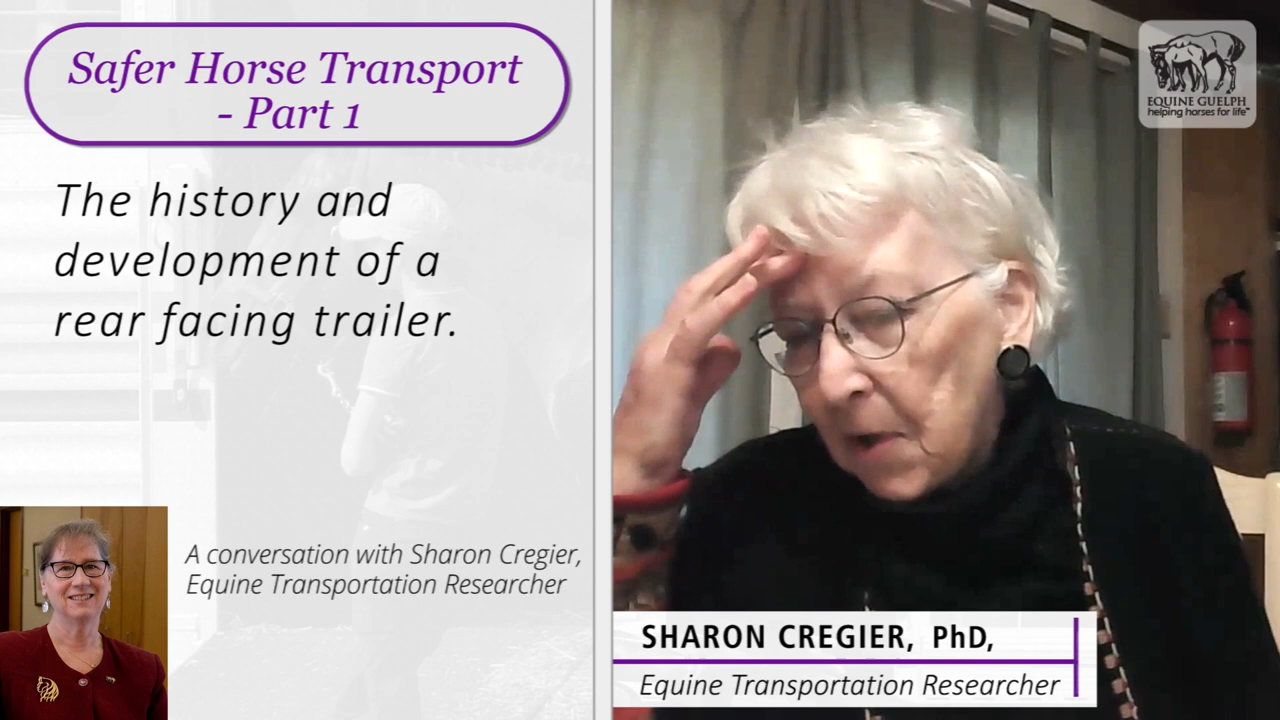 Safer Horse Transport
- Part 1
The history and
development of a
rear facing trailer.
A conversation with Sharon Cregier,
Equine Transportation Researcher
EQUINE GUELPH
helping horses for life™
SHARON CREGIER, PhD,
Equine Transportation Researcher